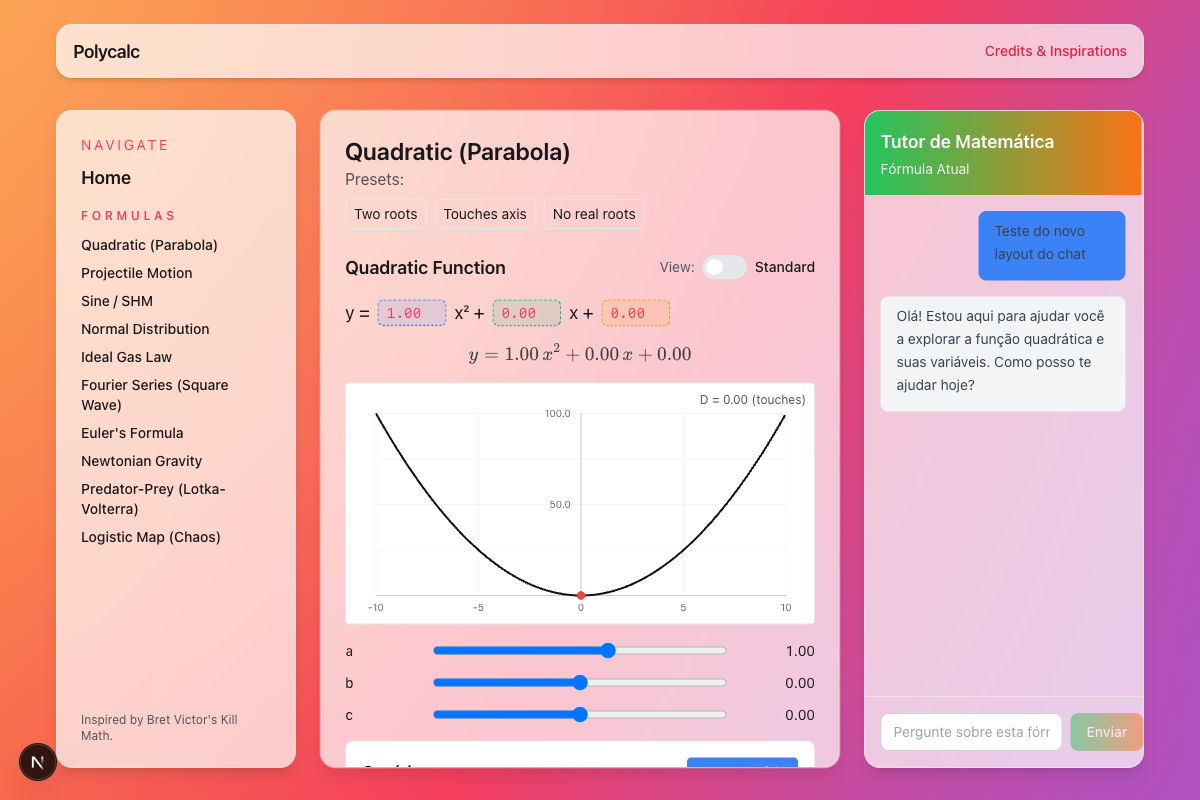 Polycalc
Credits & Inspirations
NAVIGATE
Home
FORMULAS
Quadratic (Parabola)
Projectile Motion
Sine / SHM
Normal Distribution
Ideal Gas Law
Fourier Series (Square
Wave)
Euler's Formula
Newtonian Gravity
Predator-Prey (Lotka-
Volterra)
Logistic Map (Chaos)
Inspired by Bret Victor's Kill
Math.
N
Quadratic (Parabola)
Presets:
Two roots
Touches axis
No real roots
Quadratic Function
View:
Standard
y = 1.00 x² + 0.00 x + 0.00
y = 1.00 x² + 0.00 x + 0.00
D = 0.00 (touches)
100.0
50.0
-10 -5 0 5 10
a 1.00
b 0.00
c 0.00
Tutor de Matemática
Fórmula Atual
Teste do novo
layout do chat
Olá! Estou aqui para ajudar você
a explorar a função quadrática e
suas variáveis. Como posso te
ajudar hoje?
Pergunte sobre esta fórr
Enviar